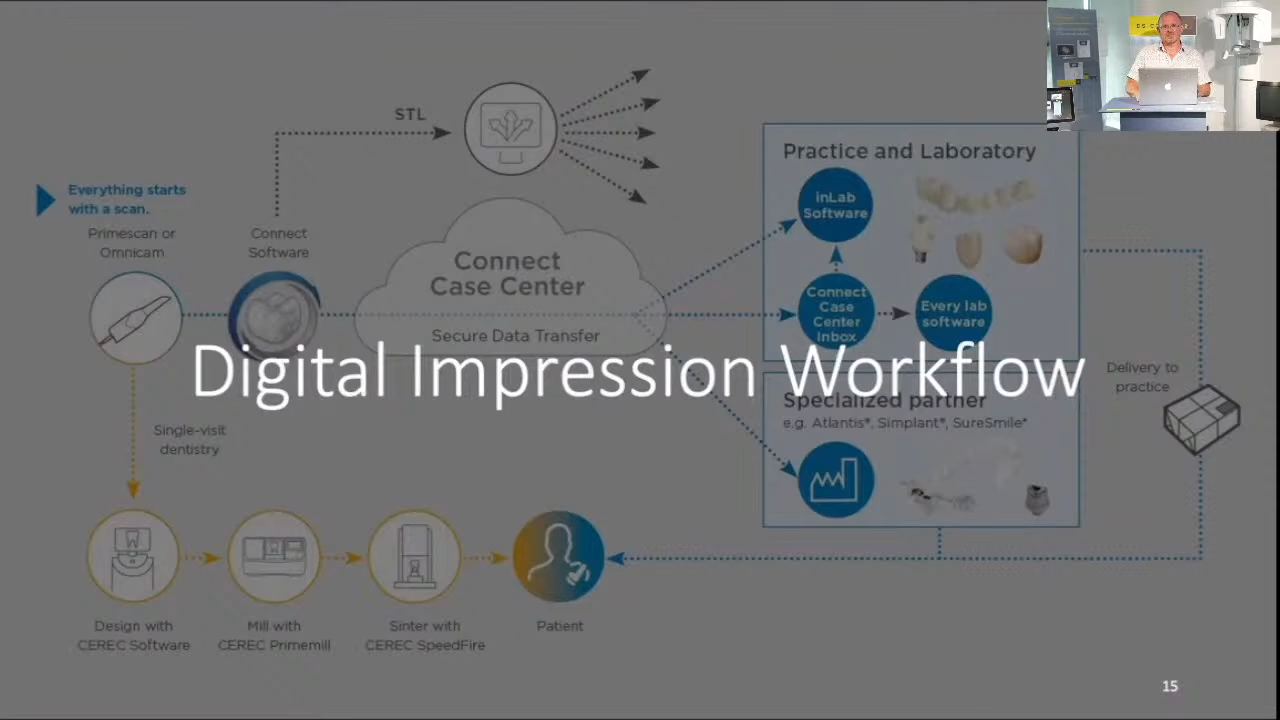 STL
Practice and Laboratory
inLab
Software
Everything starts
with a scan.
Primescan or
Omnicam
Connect
Software
Connect
Case Center
Secure Data Transfer
Connect
Case
Center
Inbox
Every lab
software
Digital Impression Workflow
Delivery to
practice
Specialized partner
e.g. Atlantis®, Simplant®, SureSmile®
Single-visit
dentistry
Design with
CEREC Software
Mill with
CEREC Primemill
Sinter with
CEREC SpeedFire
Patient
15